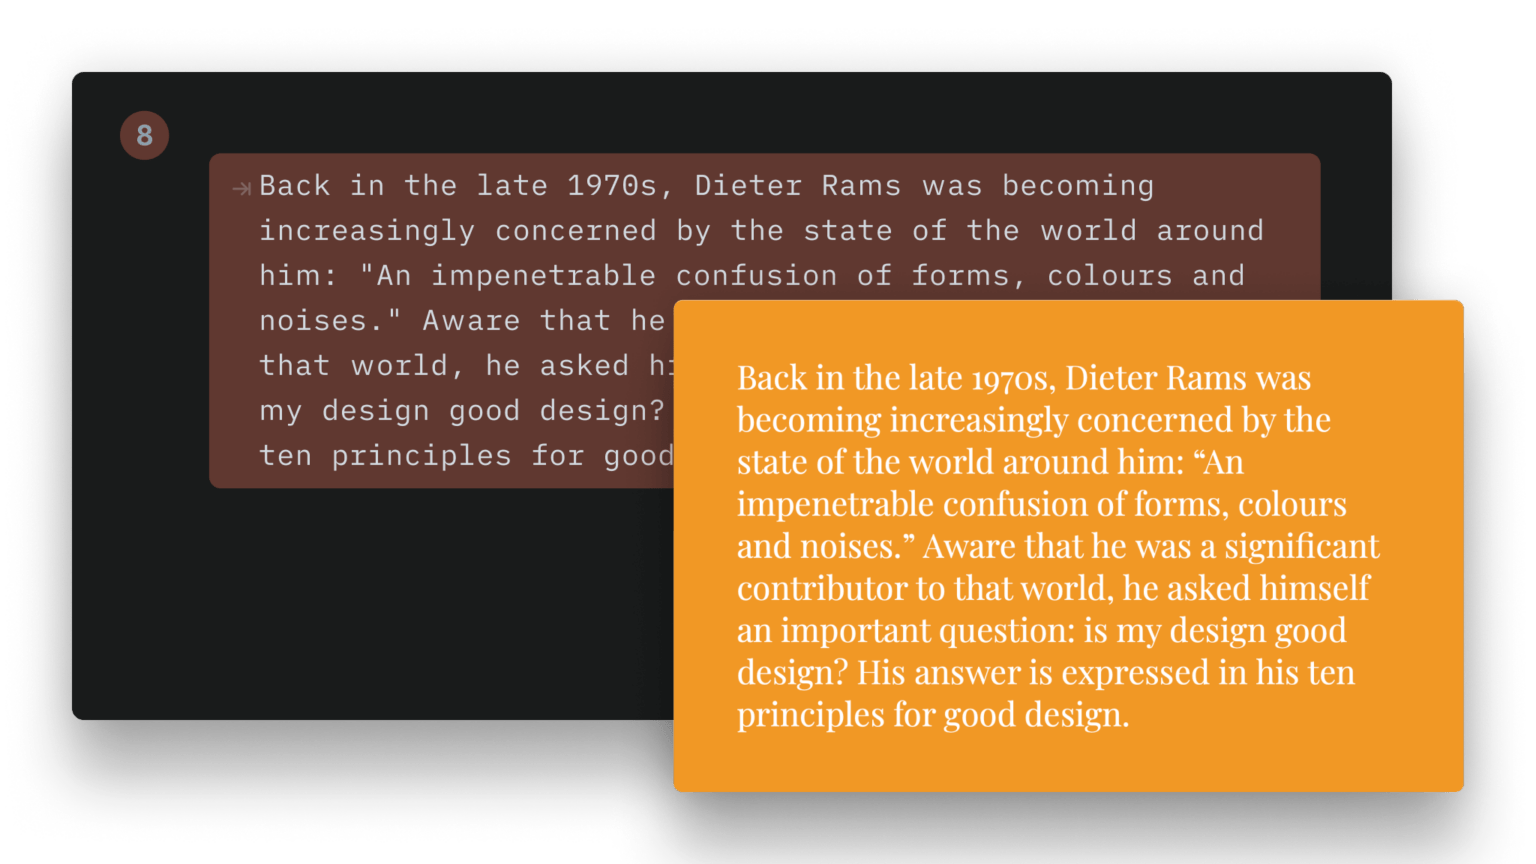 8
Back in the late 1970s, Dieter Rams was becoming
increasingly concerned by the state of the world around
him: "An impenetrable confusion of forms, colours and
noises." Aware that he
that world, he asked
my design good design?
ten principles for good
Back in the late 1970s, Dieter Rams was
becoming increasingly concerned by the
state of the world around him: “An
impenetrable confusion of forms, colours
and noises.” Aware that he was a significant
contributor to that world, he asked himself
an important question: is my design good
design? His answer is expressed in his ten
principles for good design.